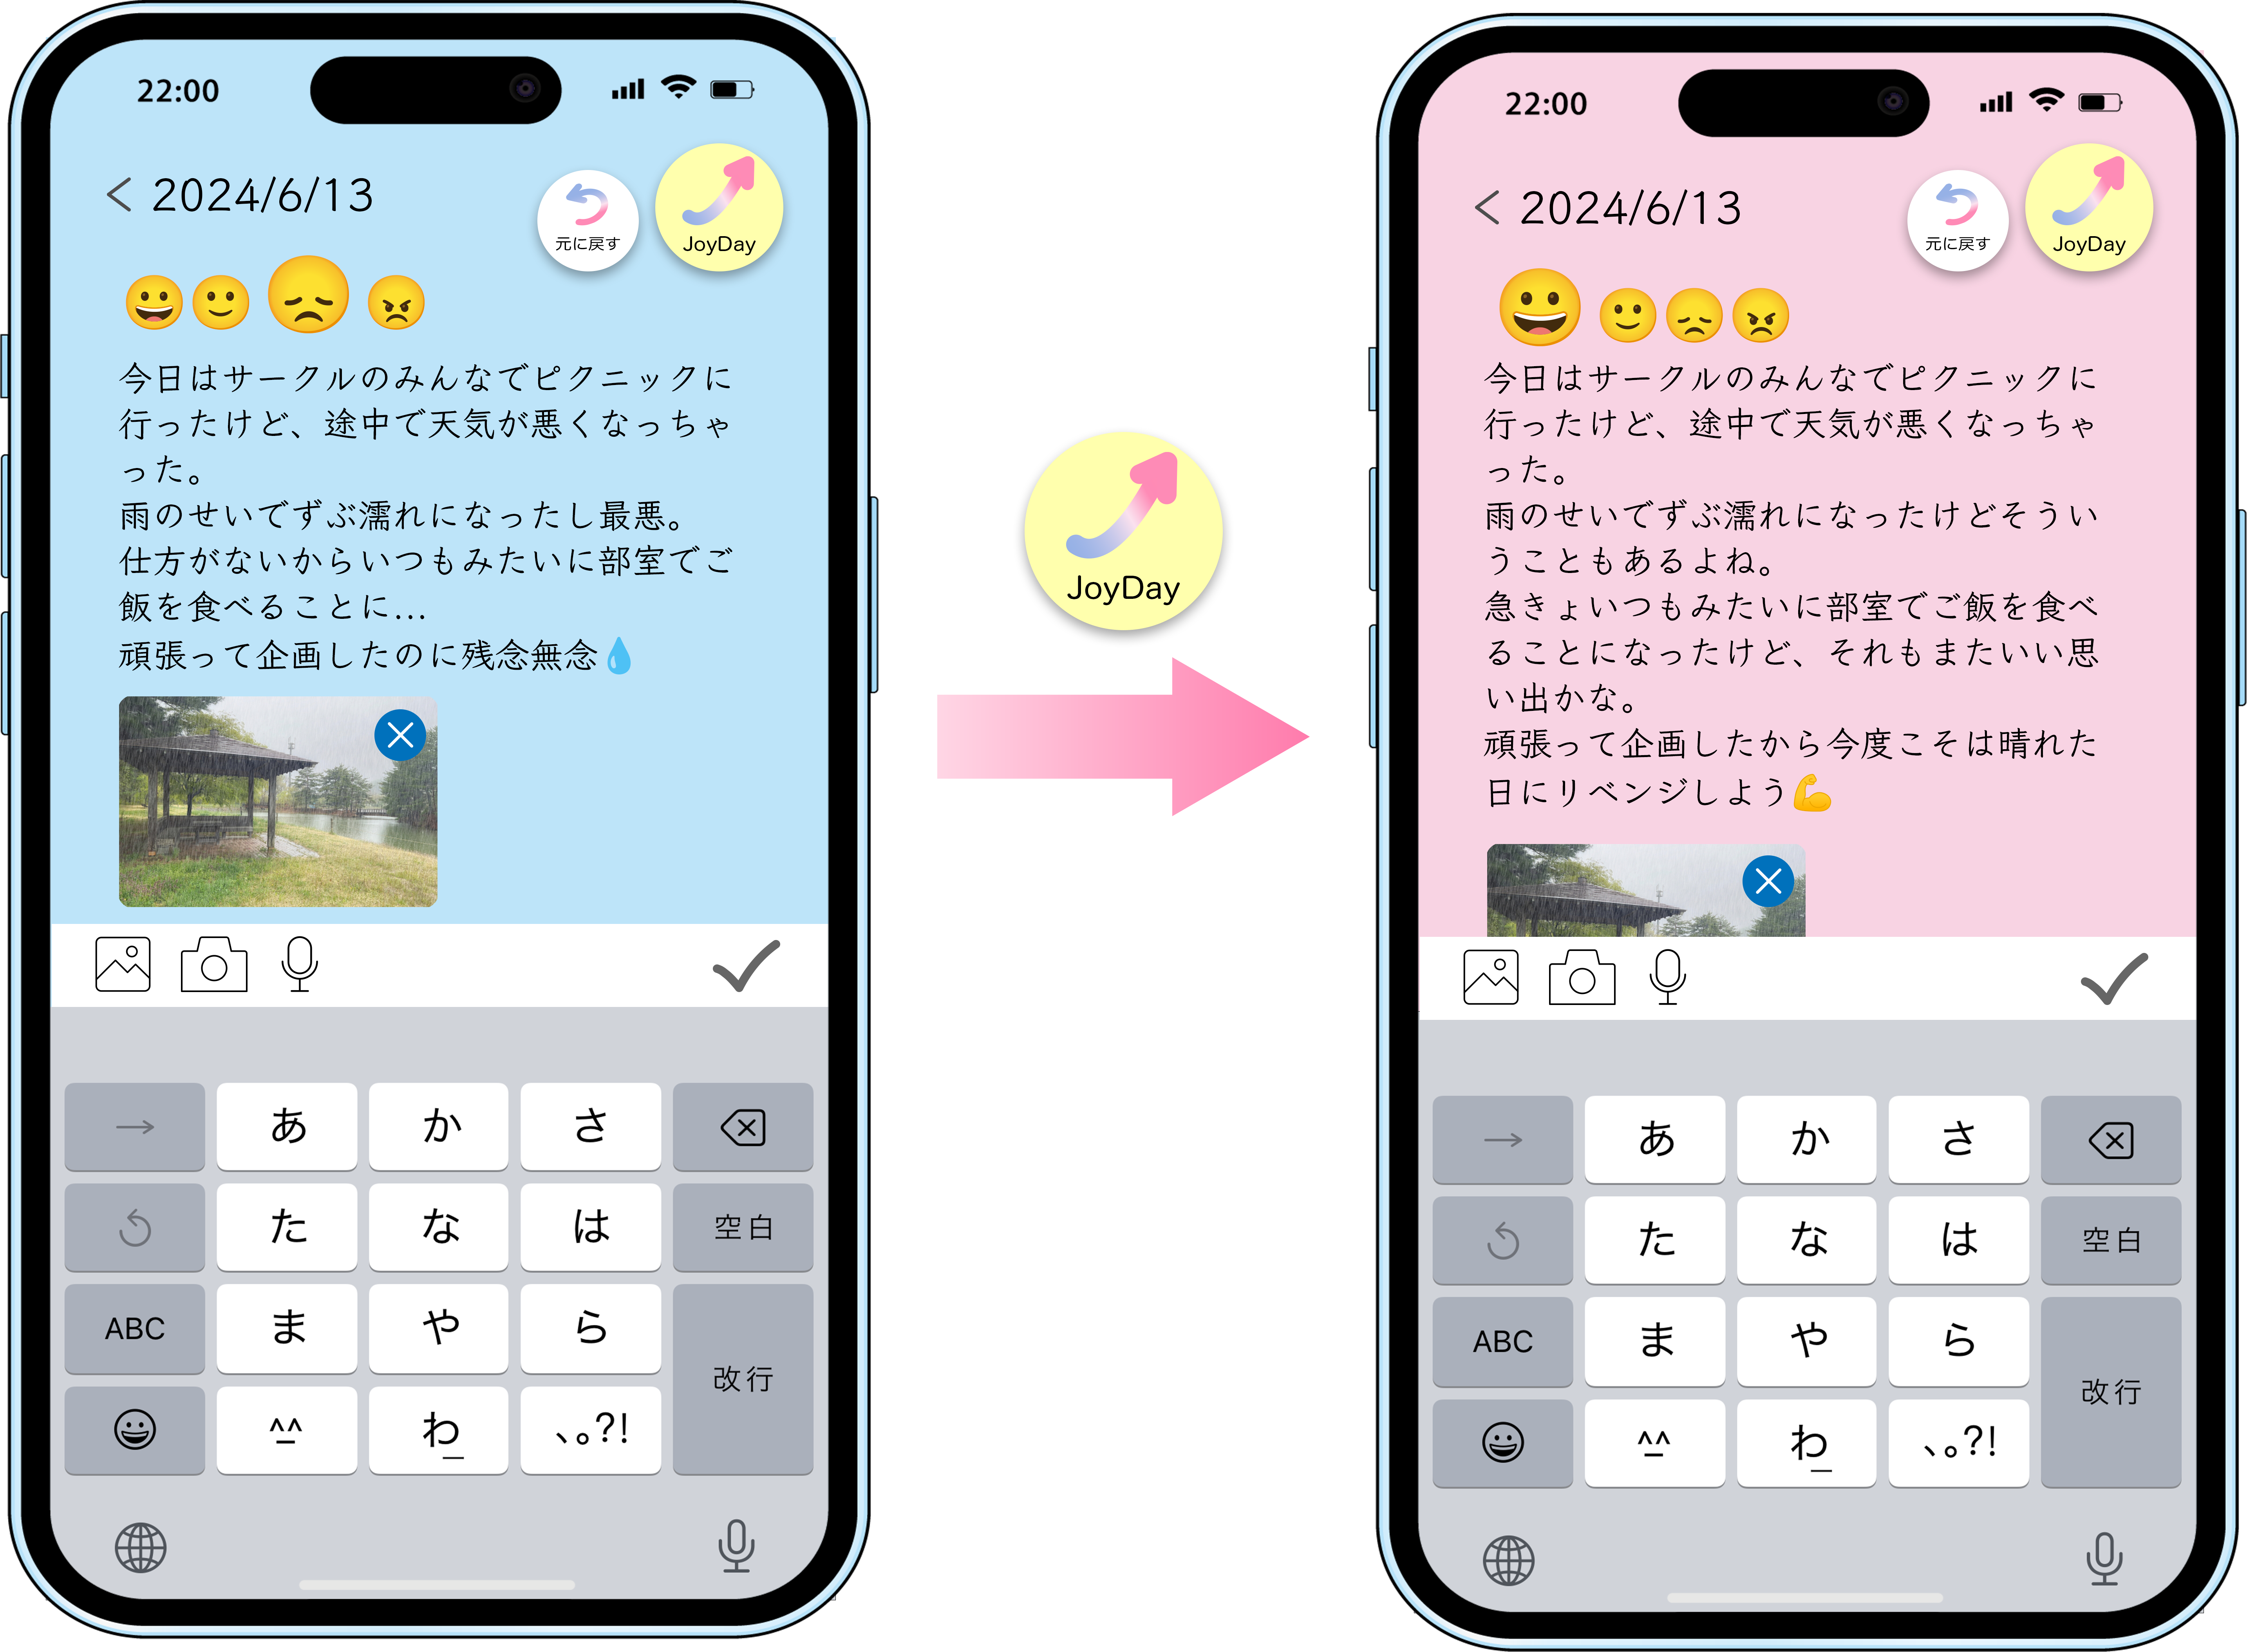 22:00
2024/6/13
元に戻す
JoyDay
今日はサークルのみんなでピクニックに
行ったけど、途中で天気が悪くなっちゃ
った。
雨のせいでずぶ濡れになったし最悪。
仕方がないからいつもみたいに部室でご
飯を食べることに...
頑張って企画したのに残念無念💧
→
あ
か
さ
た
な
は
空白
ABC
ま
や
ら
改行
^_^
わ_
、。?!
JoyDay
22:00
2024/6/13
元に戻す
JoyDay
今日はサークルのみんなでピクニックに
行ったけど、途中で天気が悪くなっちゃ
った。
雨のせいでずぶ濡れになったけどそうい
うこともあるよね。
急きょいつもみたいに部室でご飯を食べ
ることになったけど、それもまたいい思
い出かな。
頑張って企画したから今度こそは晴れた
日にリベンジしよう💪
→
あ
か
さ
た
な
は
空白
ABC
ま
や
ら
改行
^_^
わ_
、。?!